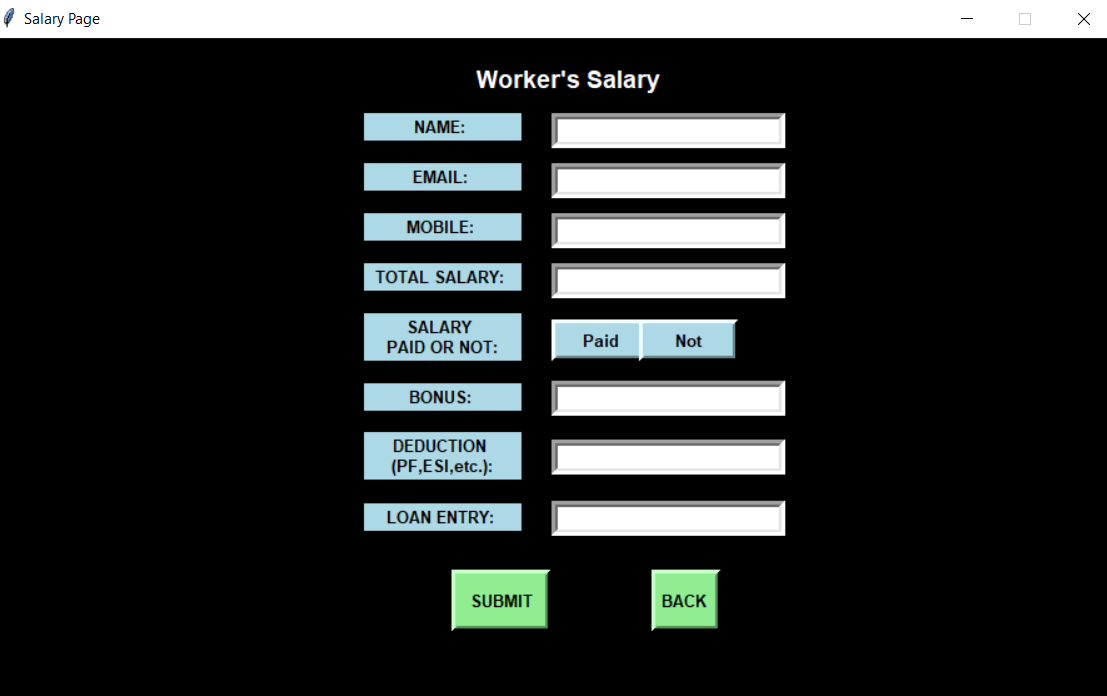 Salary Page
Worker's Salary
NAME:
EMAIL:
MOBILE:
TOTAL SALARY:
SALARY
PAID OR NOT:
Paid Not
BONUS:
DEDUCTION
(PF,ESI,etc.):
LOAN ENTRY:
SUBMIT BACK